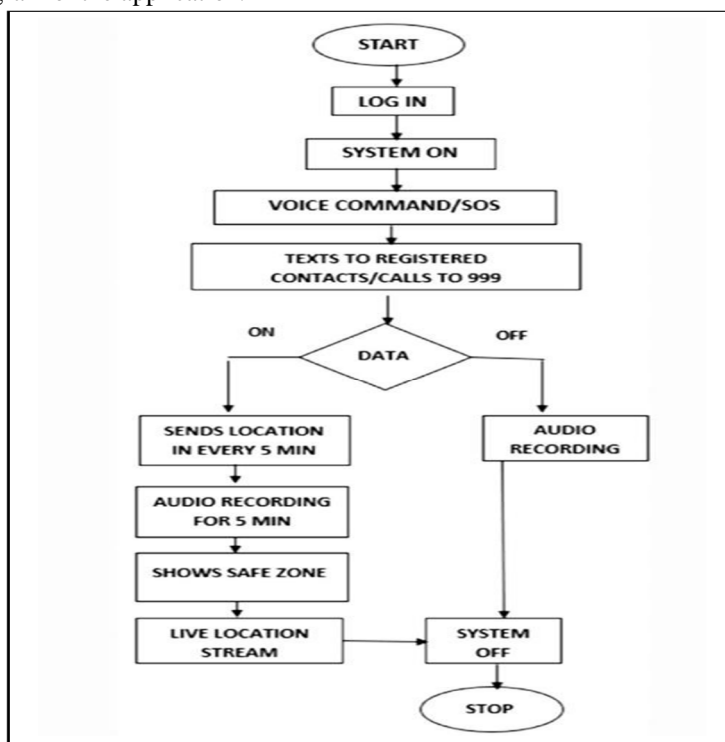 START
LOG IN
SYSTEM ON
VOICE COMMAND/SOS
TEXTS TO REGISTERED
CONTACTS/CALLS TO 999
ON
OFF
DATA
SENDS LOCATION
IN EVERY 5 MIN
AUDIO
RECORDING
AUDIO RECORDING
FOR 5 MIN
SHOWS SAFE ZONE
LIVE LOCATION
STREAM
SYSTEM
OFF
STOP